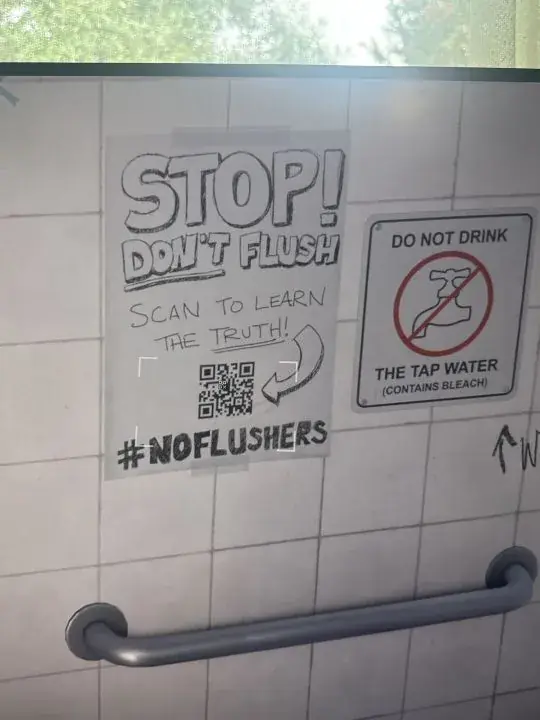 STOP!
DON'T FLUSH
SCAN TO LEARN
THE TRUTH!
#NOFLUSHERS
DO NOT DRINK
THE TAP WATER
(CONTAINS BLEACH)